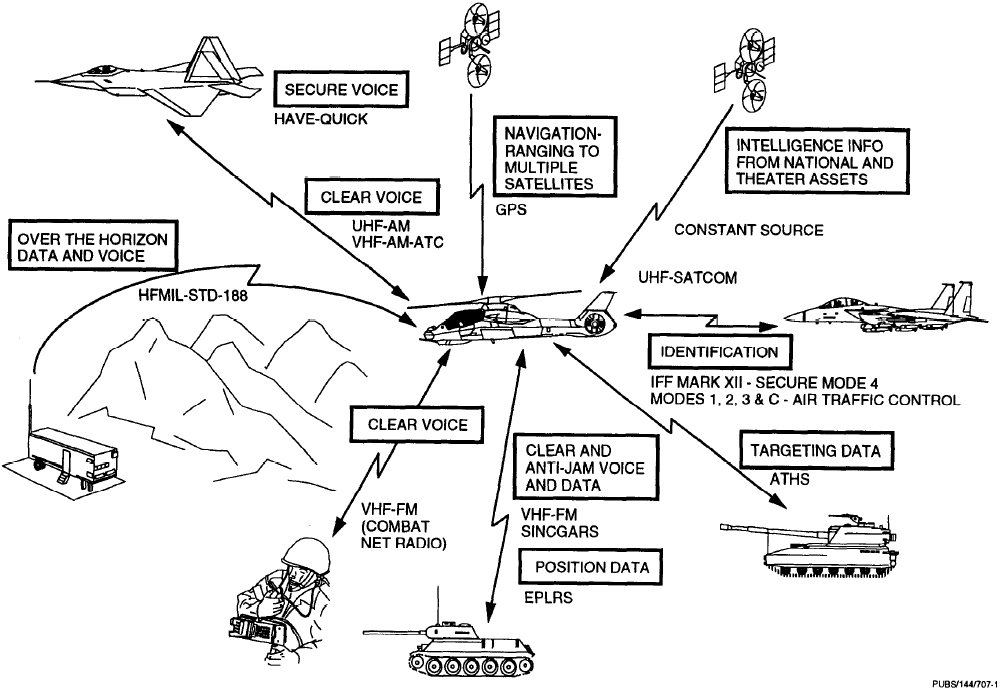 SECURE VOICE
HAVE-QUICK
CLEAR VOICE
UHF-AM
VHF-AM-ATC
NAVIGATION-
RANGING TO
MULTIPLE
SATELLITES
GPS
INTELLIGENCE INFO
FROM NATIONAL AND
THEATER ASSETS
CONSTANT SOURCE
UHF-SATCOM
OVER THE HORIZON
DATA AND VOICE
HFMIL-STD-188
IDENTIFICATION
IFF MARK XII - SECURE MODE 4
MODES 1, 2, 3 & C - AIR TRAFFIC CONTROL
CLEAR VOICE
VHF-FM
(COMBAT
NET RADIO)
CLEAR AND
ANTI-JAM VOICE
AND DATA
VHF-FM
SINCGARS
POSITION DATA
EPLRS
TARGETING DATA
ATHS
PUBS/144/707-1